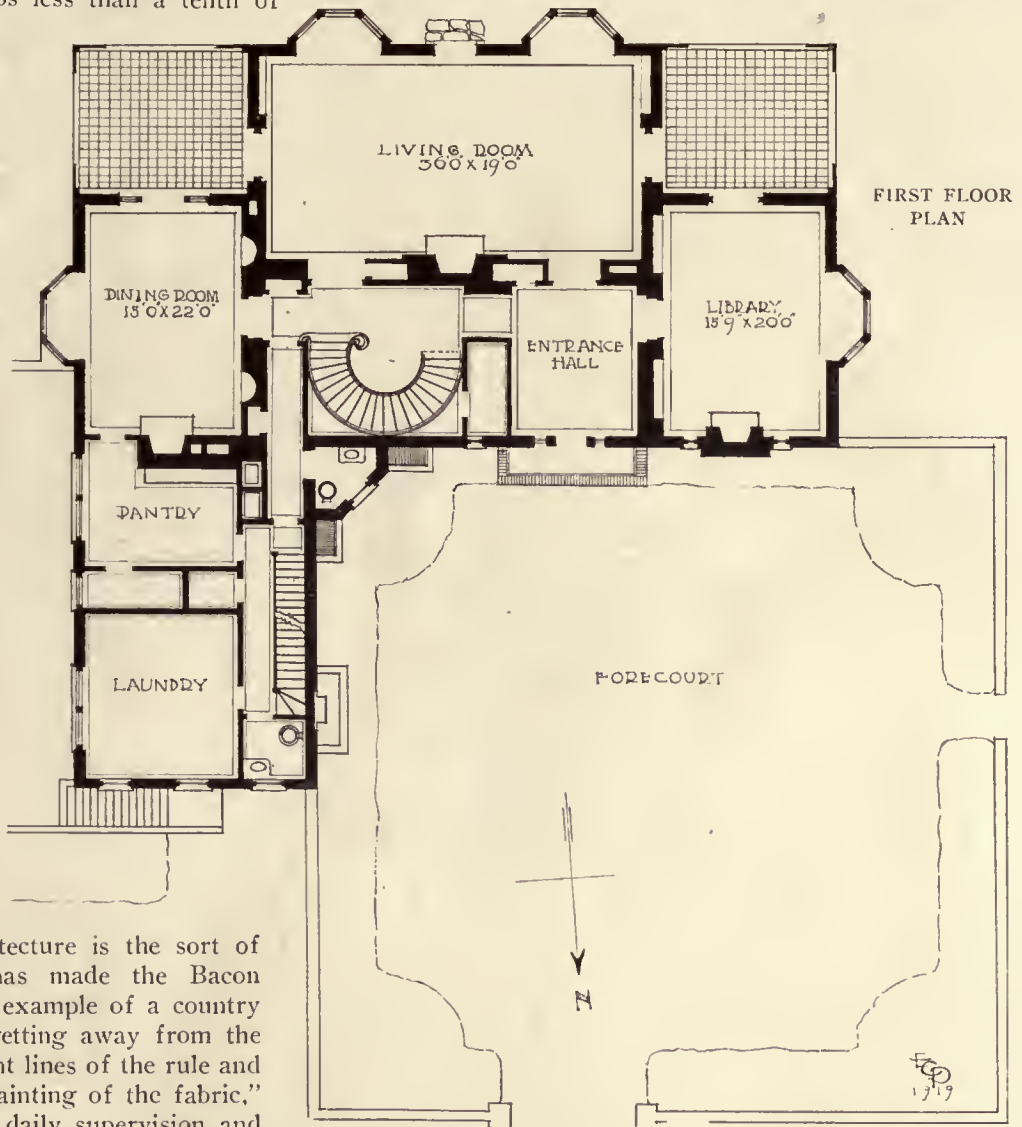 less than a tenth of
LIVING ROOM
36'0" X 19'0"
FIRST FLOOR
PLAN
DINING ROOM
15'0" X 22'0"
LIBRARY
15'9" X 20'0"
ENTRANCE
HALL
PANTRY
LAUNDRY
FORECOURT
N
1919
tecture is the sort of
has made the Bacon
example of a country
getting away from the
nt lines of the rule and
ainting of the fabric,"
daily supervision and